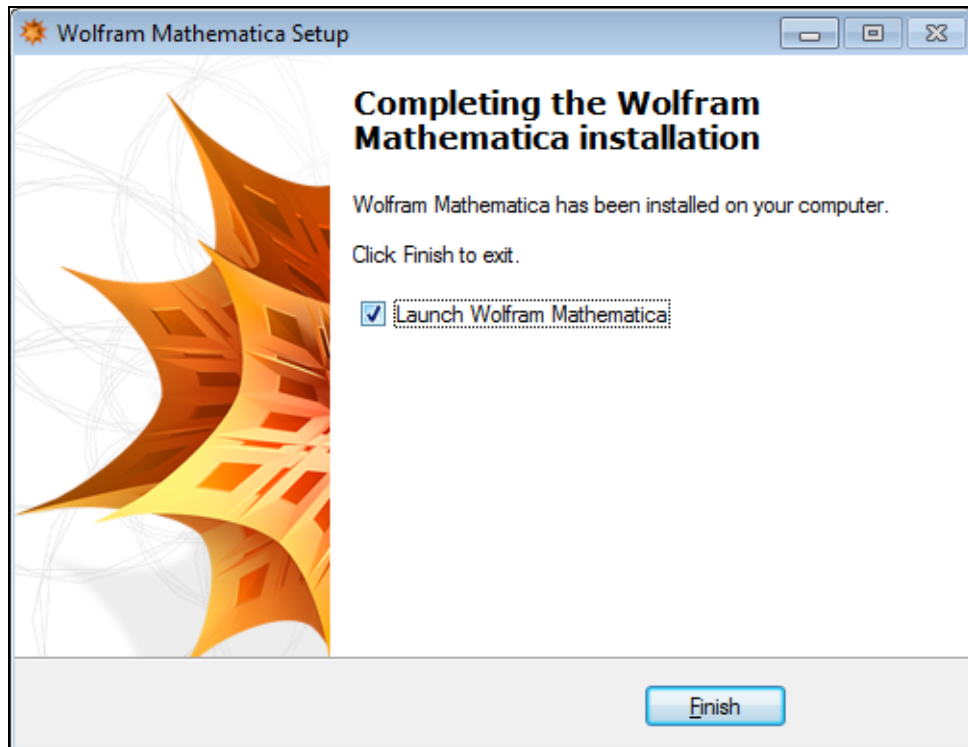 Wolfram Mathematica Setup
Completing the Wolfram
Mathematica installation
Wolfram Mathematica has been installed on your computer.
Click Finish to exit.
Launch Wolfram Mathematica
Finish